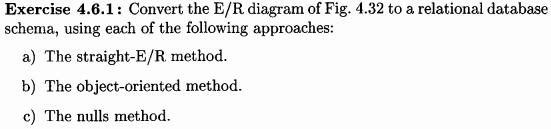 Exercise 4.6.1: Convert the E/R diagram of Fig. 4.32 to a relational database
schema, using each of the following approaches:
a) The straight-E/R method.
b) The object-oriented method.
c) The nulls method.